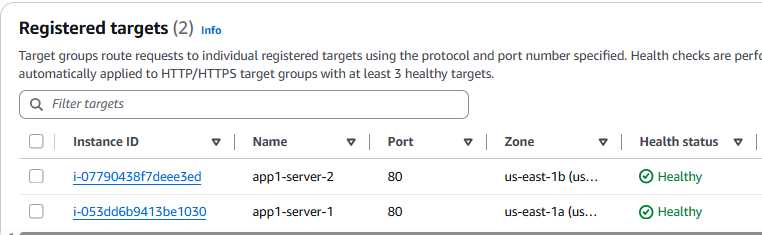 Registered targets (2) Info
Target groups route requests to individual registered targets using the protocol and port number specified. Health checks are
automatically applied to HTTP/HTTPS target groups with at least 3 healthy targets.
Filter targets
Instance ID Name Port Zone Health status
i-07790438f7deee3ed app1-server-2 80 us-east-1b (us... Healthy
i-053dd6b9413be1030 app1-server-1 80 us-east-1a (us... Healthy